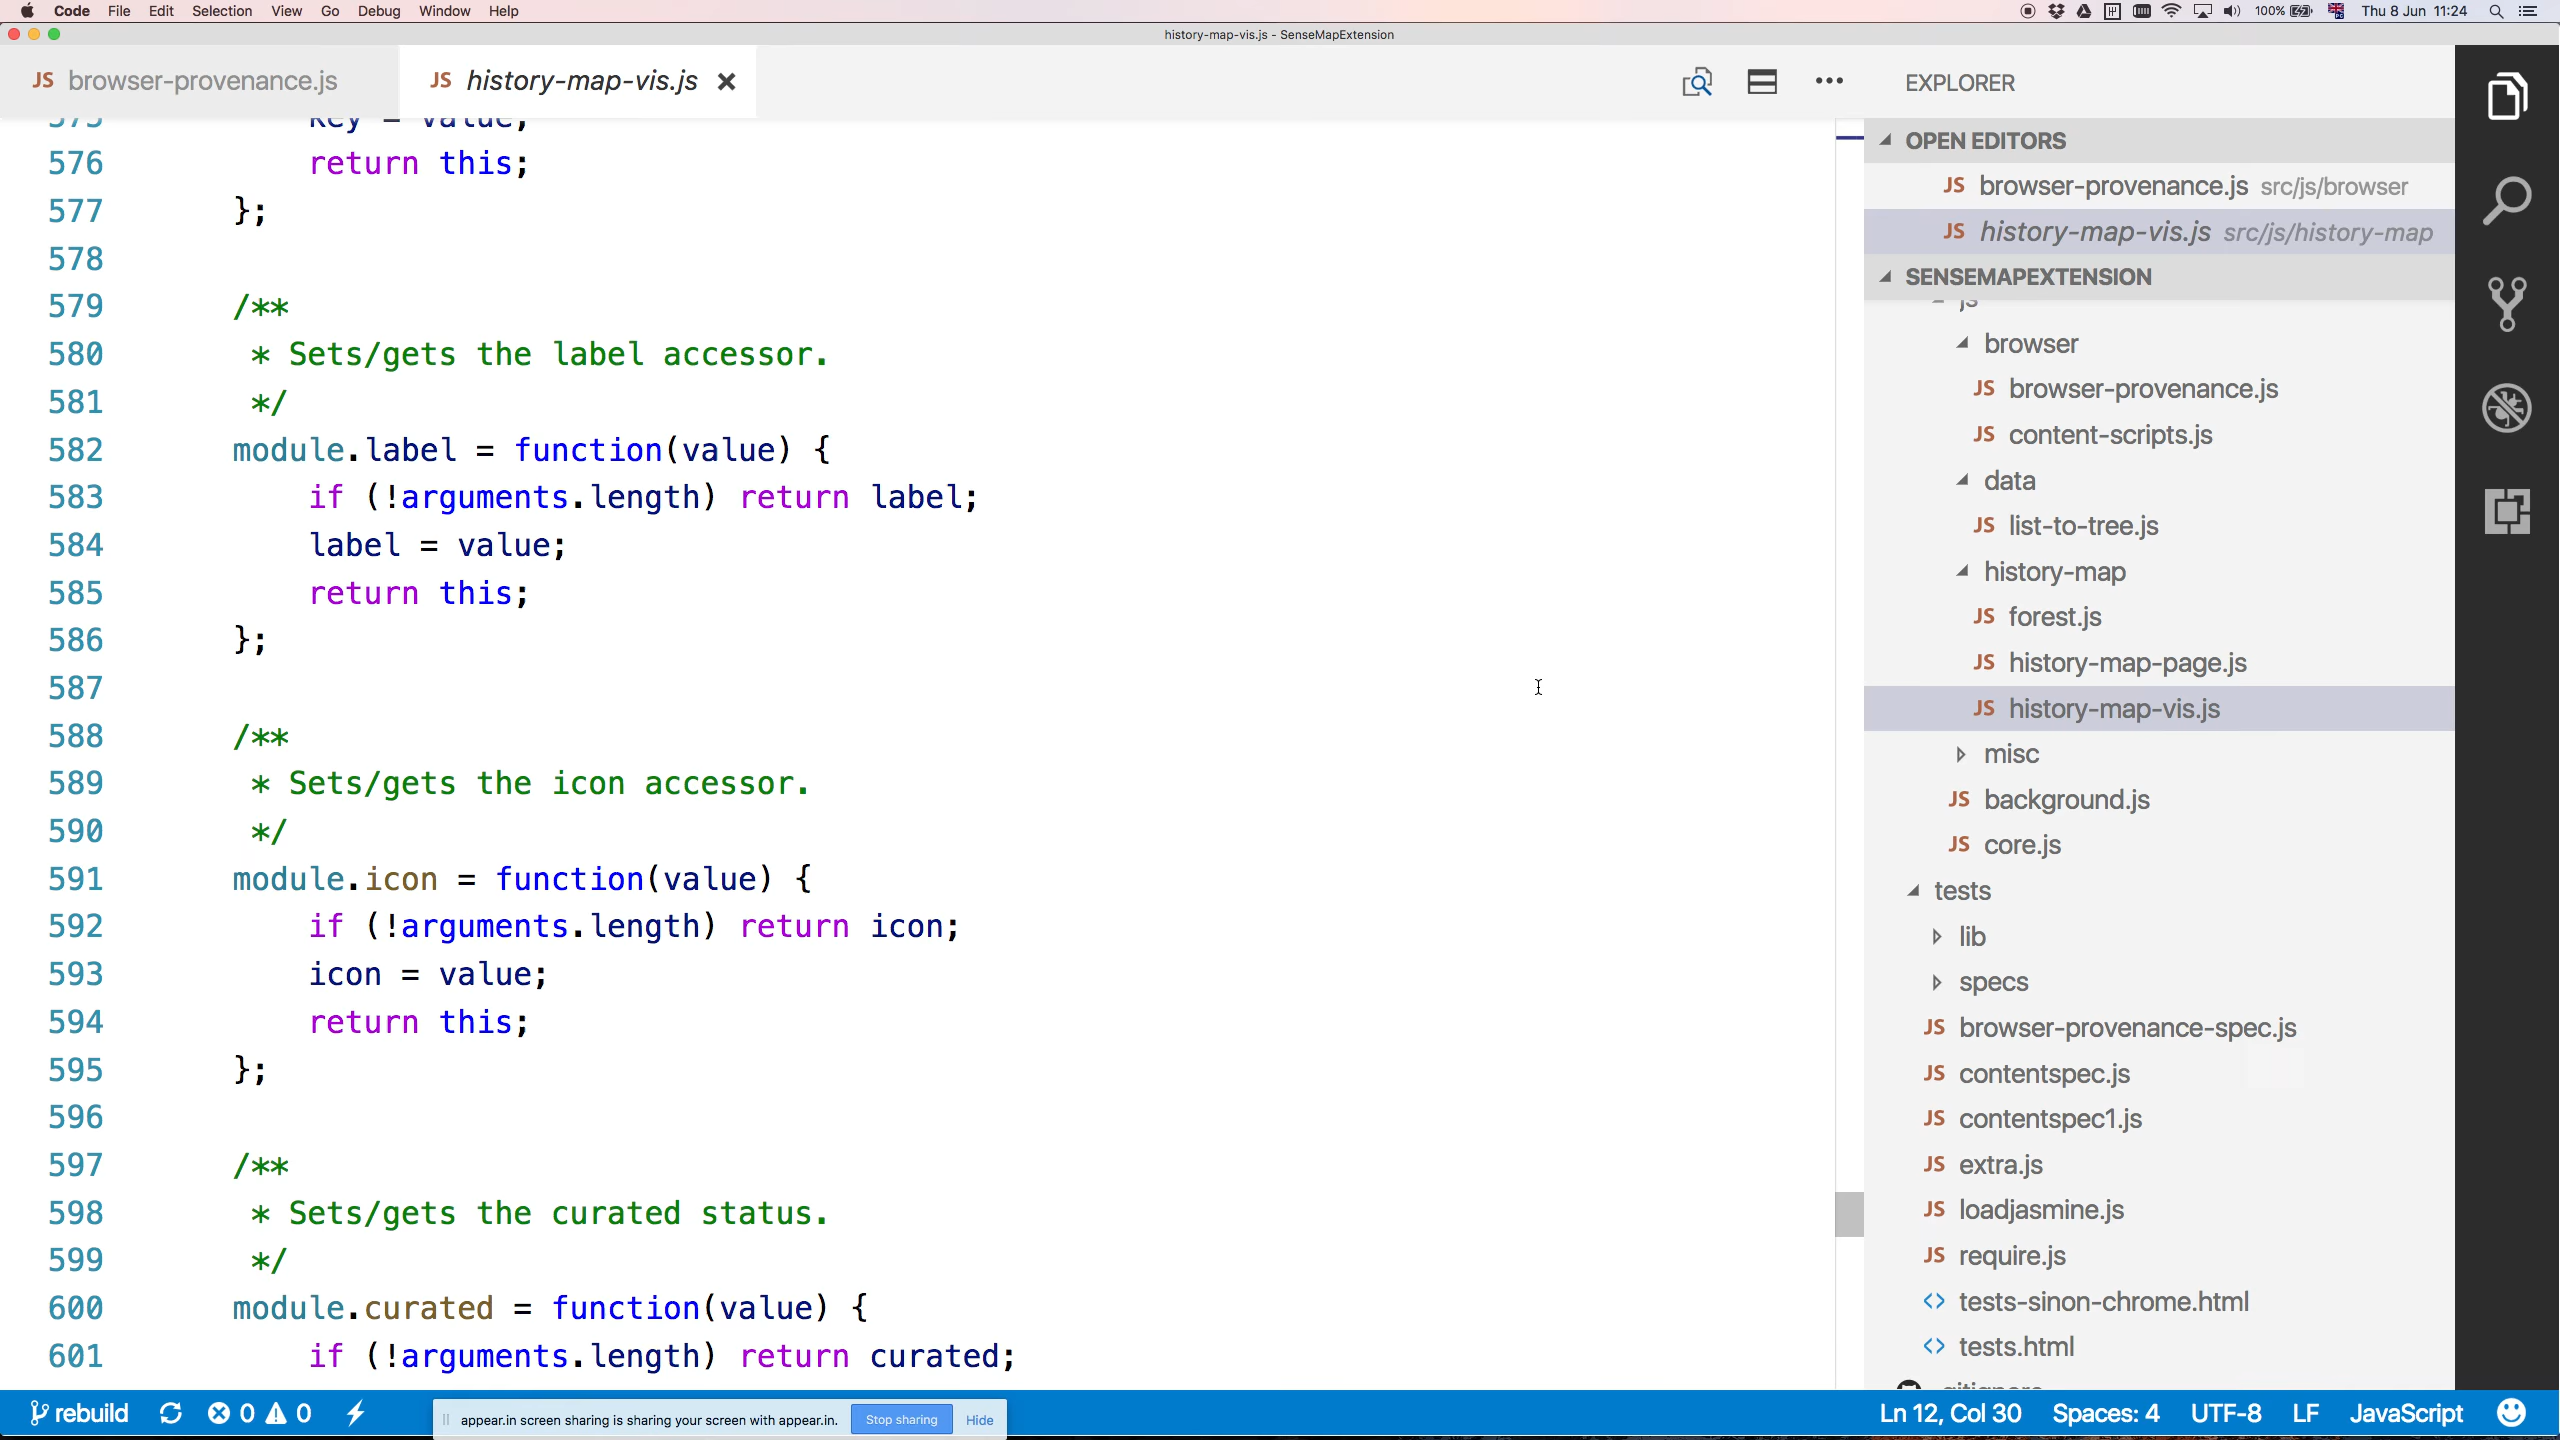 Code File Edit Selection View Go Debug Window Help
100% Thu 8 Jun 11:24
history-map-vis.js - SenseMapExtension
JS browser-provenance.js
JS history-map-vis.js
575 key = value;
576 return this;
577 };
578
579 /**
580 * Sets/gets the label accessor.
581 */
582 module.label = function(value) {
583 if (!arguments.length) return label;
584 label = value;
585 return this;
586 };
587
588 /**
589 * Sets/gets the icon accessor.
590 */
591 module.icon = function(value) {
592 if (!arguments.length) return icon;
593 icon = value;
594 return this;
595 };
596
597 /**
598 * Sets/gets the curated status.
599 */
600 module.curated = function(value) {
601 if (!arguments.length) return curated;
EXPLORER
OPEN EDITORS
JS browser-provenance.js src/js/browser
JS history-map-vis.js src/js/history-map
SENSEMAPEXTENSION
js
browser
JS browser-provenance.js
JS content-scripts.js
data
JS list-to-tree.js
history-map
JS forest.js
JS history-map-page.js
JS history-map-vis.js
misc
JS background.js
JS core.js
tests
lib
specs
JS browser-provenance-spec.js
JS contentspec.js
JS contentspec1.js
JS extra.js
JS loadjasmine.js
JS require.js
<> tests-sinon-chrome.html
<> tests.html
.gitignore
rebuild 0 0
appear.in screen sharing is sharing your screen with appear.in. Stop sharing Hide
Ln 12, Col 30 Spaces: 4 UTF-8 LF JavaScript